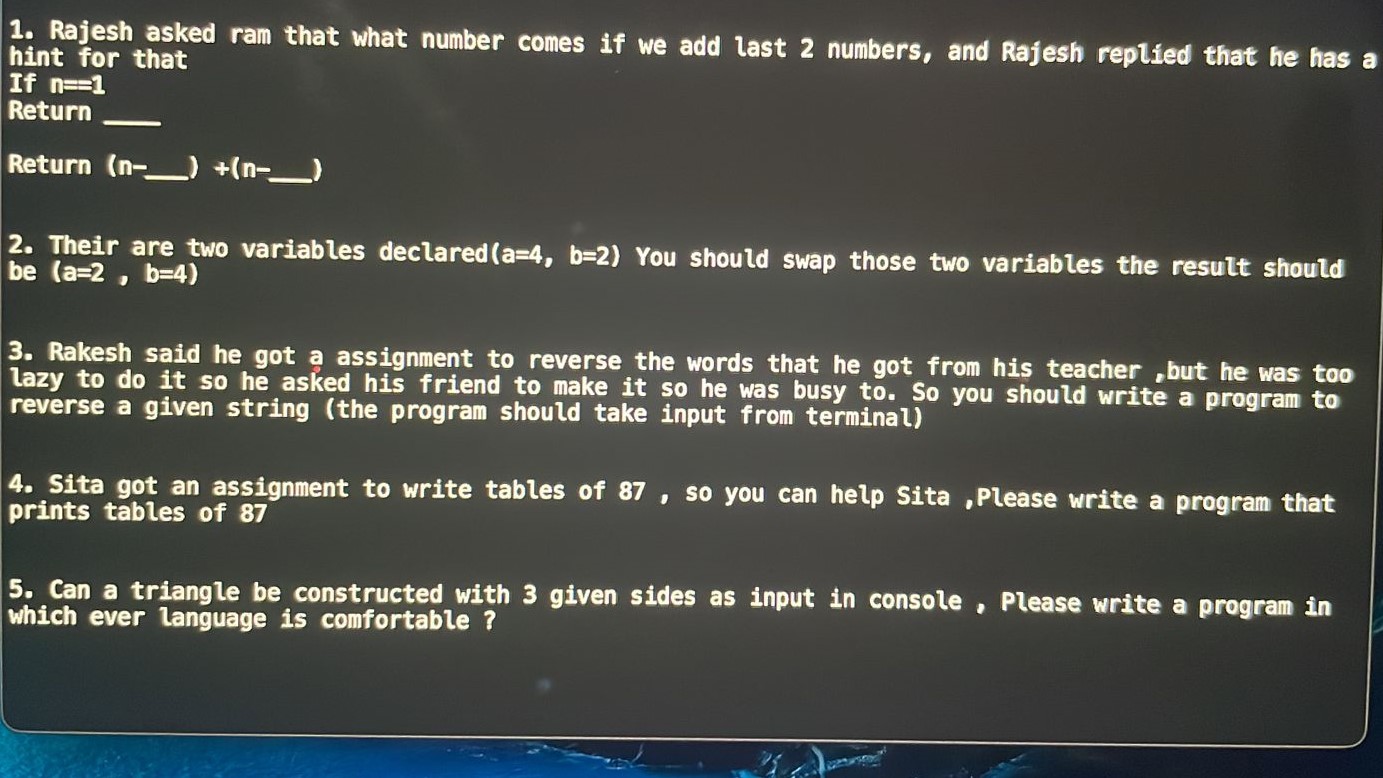 1. Rajesh asked ram that what number comes if we add last 2 numbers, and Rajesh replied that he has a
hint for that
If n==1
Return ____
Return (n-___) +(n-___)
2. Their are two variables declared(a=4, b=2) You should swap those two variables the result should
be (a=2 , b=4)
3. Rakesh said he got a assignment to reverse the words that he got from his teacher ,but he was too
lazy to do it so he asked his friend to make it so he was busy to. So you should write a program to
reverse a given string (the program should take input from terminal)
4. Sita got an assignment to write tables of 87 , so you can help Sita ,Please write a program that
prints tables of 87
5. Can a triangle be constructed with 3 given sides as input in console , Please write a program in
which ever language is comfortable ?